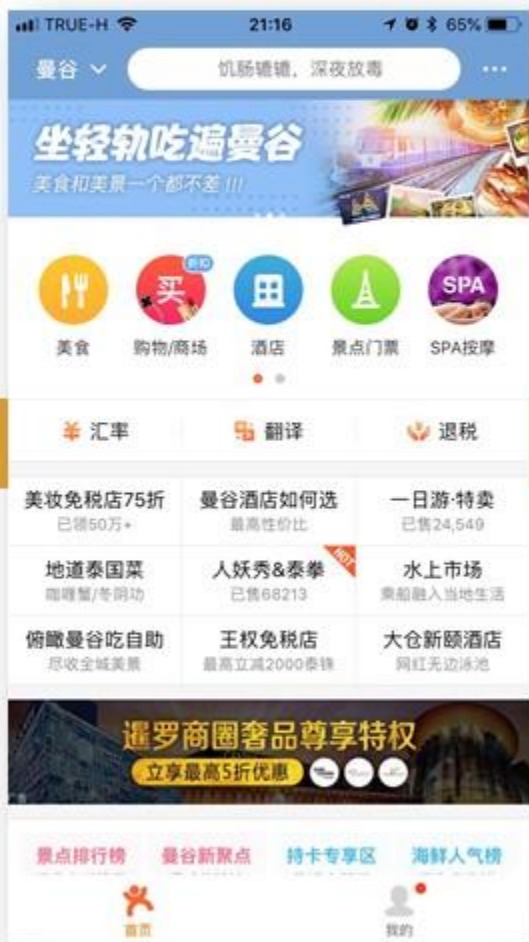 TRUE-H 21:16 65%
曼谷 饥肠辘辘，深夜放毒
坐轻轨吃遍曼谷
美食和美景一个都不差 !!!
折扣
买 SPA
美食 购物/商场 酒店 景点门票 SPA按摩
汇率 翻译 退税
美妆免税店75折 曼谷酒店如何选 一日游·特卖
已领50万+ 最高性价比 已售24,549
HOT
地道泰国菜 人妖秀&泰拳 水上市场
咖喱蟹/冬阴功 已售68213 乘船融入当地生活
俯瞰曼谷吃自助 王权免税店 大仓新颐酒店
尽收全城美景 最高立减2000泰铢 网红无边泳池
暹罗商圈奢品尊享特权
立享最高5折优惠
景点排行榜 曼谷新聚点 持卡专享区 海鲜人气榜
首页 我的